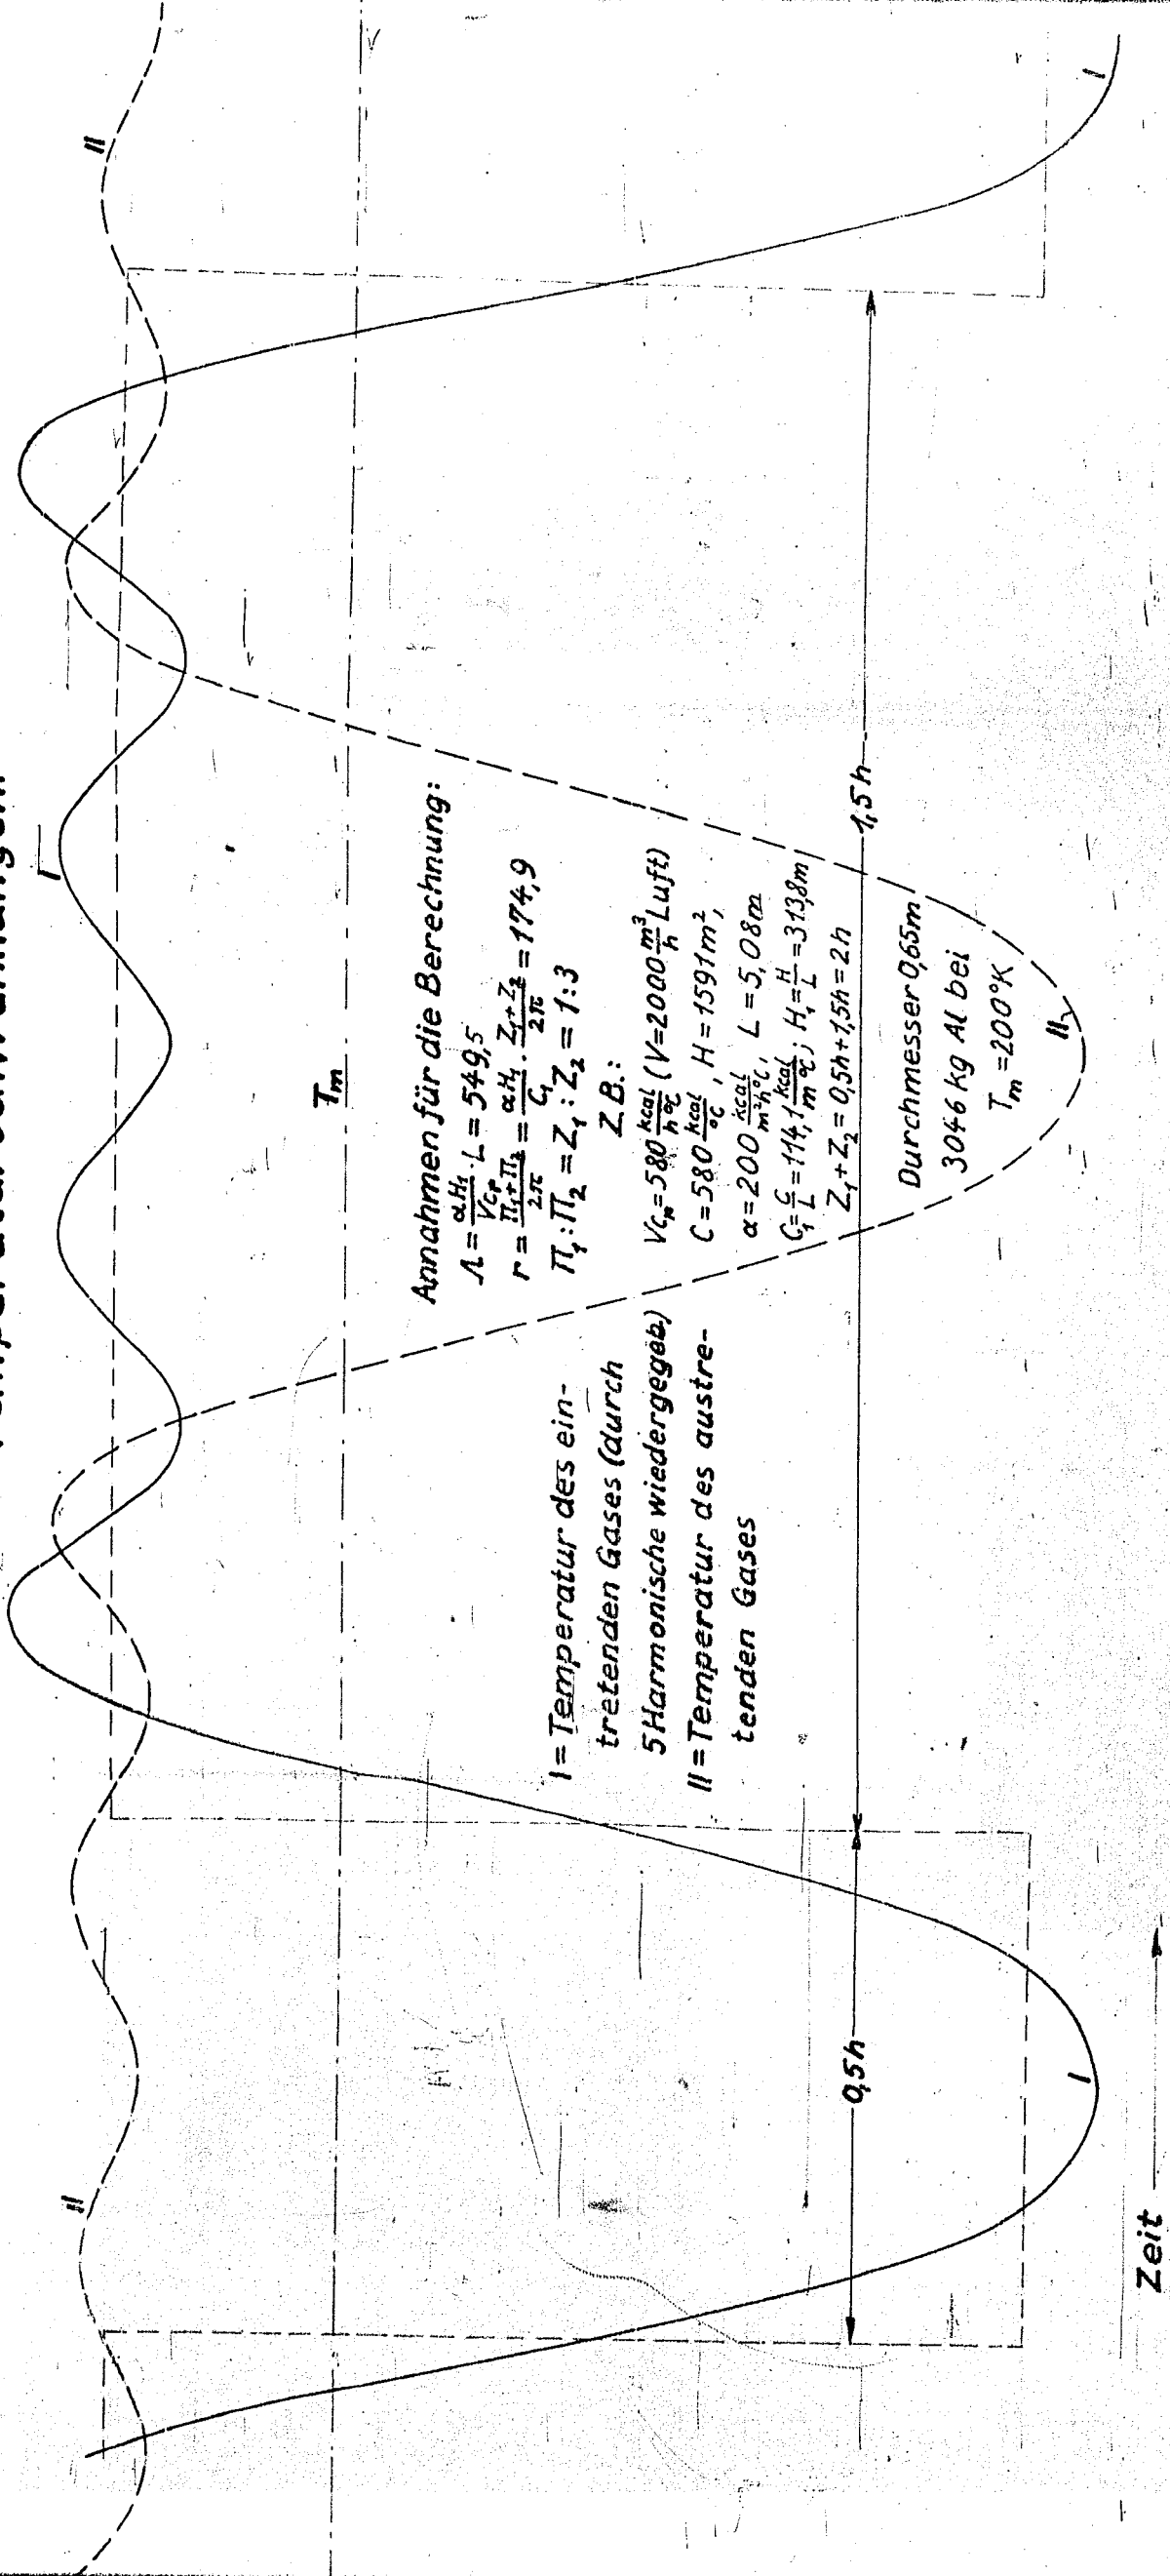 Temperaturschwankungen.
II
I
II
I
T_m
Annahmen für die Berechnung:
Λ = αH₁/Vc_p · L = 549,5
r = (Π₁+Π₂)/2π = αH₁/C₁ · (Z₁+Z₂)/2π = 174,9
Π₁:Π₂ = Z₁:Z₂ = 1:3
Z.B.:
Vc_p = 580 kcal/h°C (V=2000 m³/h Luft)
C = 580 kcal/°C, H = 1591 m²,
α = 200 kcal/m²h°C, L = 5,08m
C₁ = C/L = 114,1 kcal/m°C; H₁ = H/L = 313,8m
Z₁+Z₂ = 0,5h+1,5h = 2h
Durchmesser 0,65m
3046 kg Al bei
T_m = 200°K
I = Temperatur des ein-
tretenden Gases (durch
5 Harmonische wiedergegeb.)
II = Temperatur des austre-
tenden Gases
0,5h
1,5h
I
II
Zeit